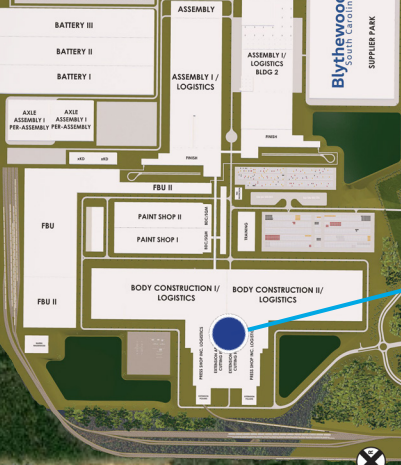 ASSEMBLY
BATTERY III
BATTERY II
BATTERY I
ASSEMBLY I /
LOGISTICS
ASSEMBLY I/
LOGISTICS
BLDG 2
Blythewood
South Carolin
SUPPLIER PARK
AXLE
ASSEMBLY I
PER-ASSEMBLY
AXLE
ASSEMBLY I
PER-ASSEMBLY
FINISH
FINISH
FBU II
FBU
PAINT SHOP II
PAINT SHOP I
TRAINING
BODY CONSTRUCTION I/
LOGISTICS
BODY CONSTRUCTION II/
LOGISTICS
FBU II
PRESS SHOP INC. LOGISTICS
PRESS SHOP INC. LOGI
R